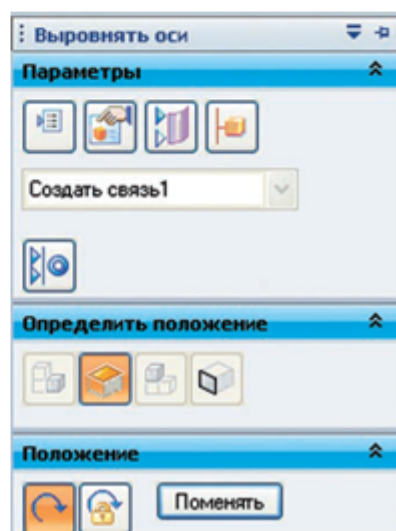 Выровнять оси
Параметры
Создать связь1
Определить положение
Положение
Поменять